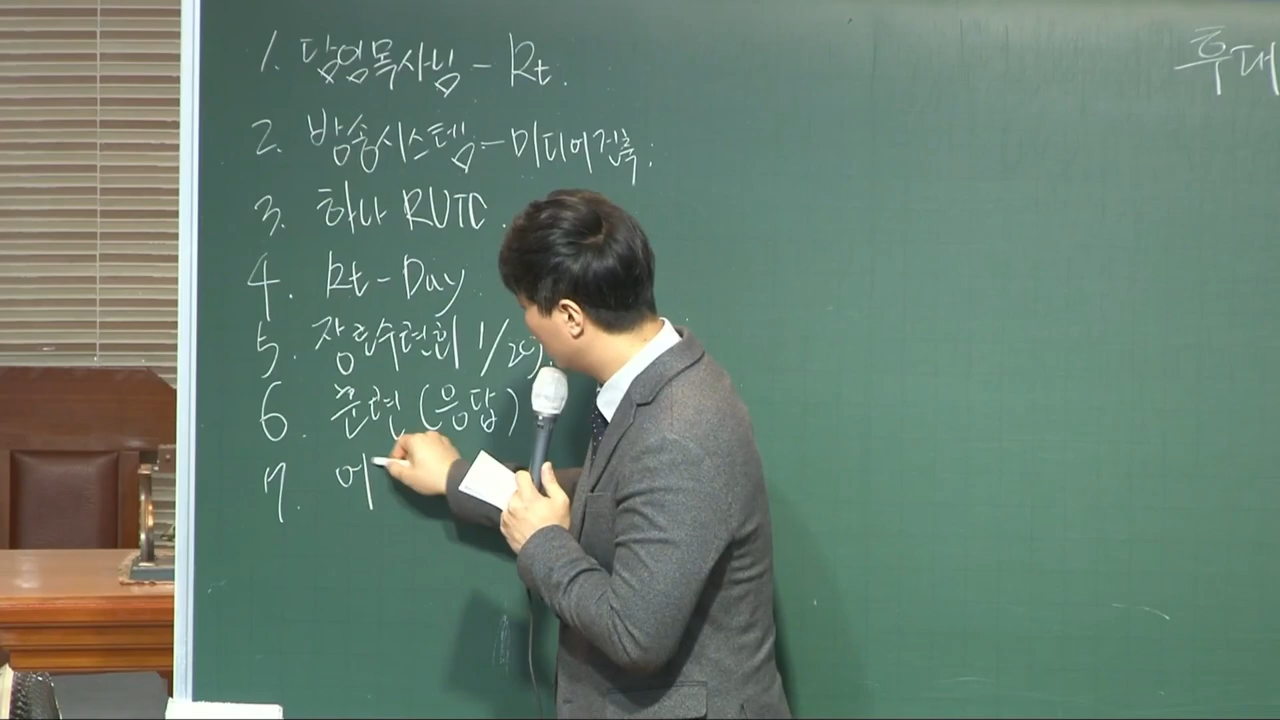 1. 담임목사님 - Rt.
2. 방송시스템 - 미디어건축.
3. 하나 RUTC.
4. Rt - Day
5. 장로수련회 1/29.
6. 훈련 (응답)
7. 어
후대